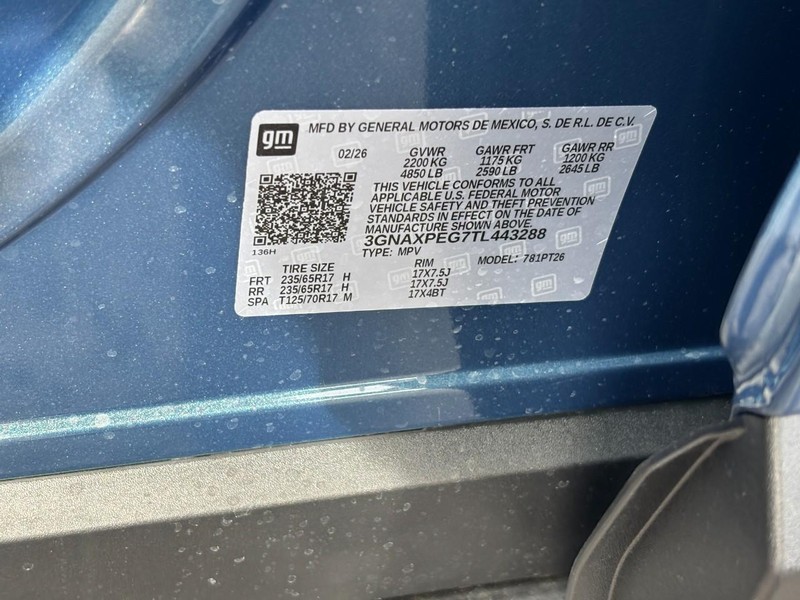 gm MFD BY GENERAL MOTORS DE MEXICO, S. DE R.L. DE C.V.
02/26 GVWR GAWR FRT GAWR RR
2200 KG 1175 KG 1200 KG
4850 LB 2590 LB 2645 LB
THIS VEHICLE CONFORMS TO ALL
APPLICABLE U.S. FEDERAL MOTOR
VEHICLE SAFETY AND THEFT PREVENTION
STANDARDS IN EFFECT ON THE DATE OF
MANUFACTURE SHOWN ABOVE.
3GNAXPEG7TL443288
136H
TYPE: MPV MODEL: 781PT26
TIRE SIZE RIM
FRT 235/65R17 H 17X7.5J
RR 235/65R17 H 17X7.5J
SPA T125/70R17 M 17X4BT